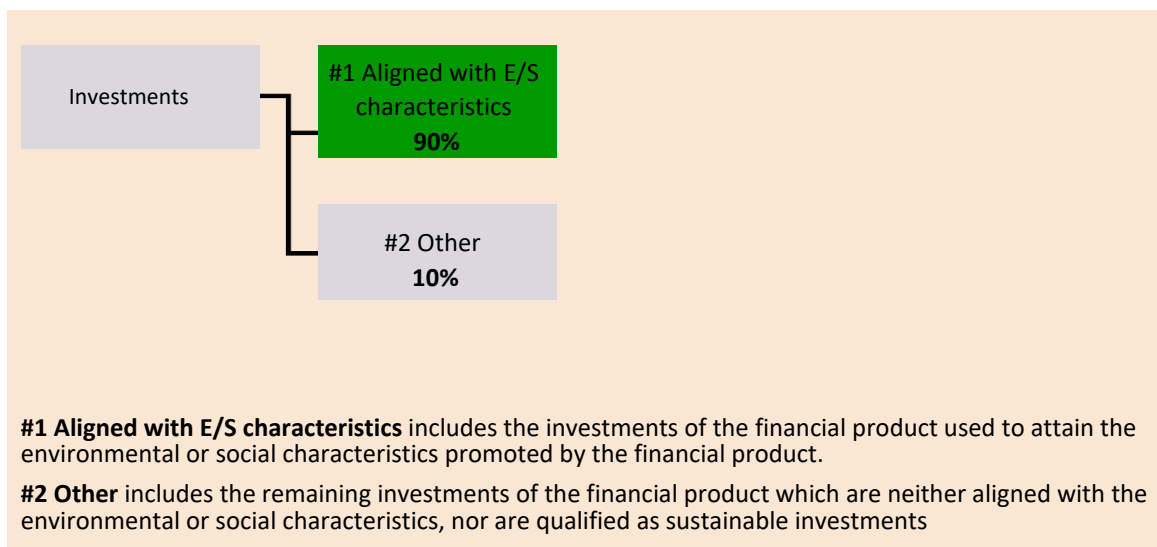 Investments
#1 Aligned with E/S
characteristics
90%
#2 Other
10%
#1 Aligned with E/S characteristics includes the investments of the financial product used to attain the
environmental or social characteristics promoted by the financial product.
#2 Other includes the remaining investments of the financial product which are neither aligned with the
environmental or social characteristics, nor are qualified as sustainable investments